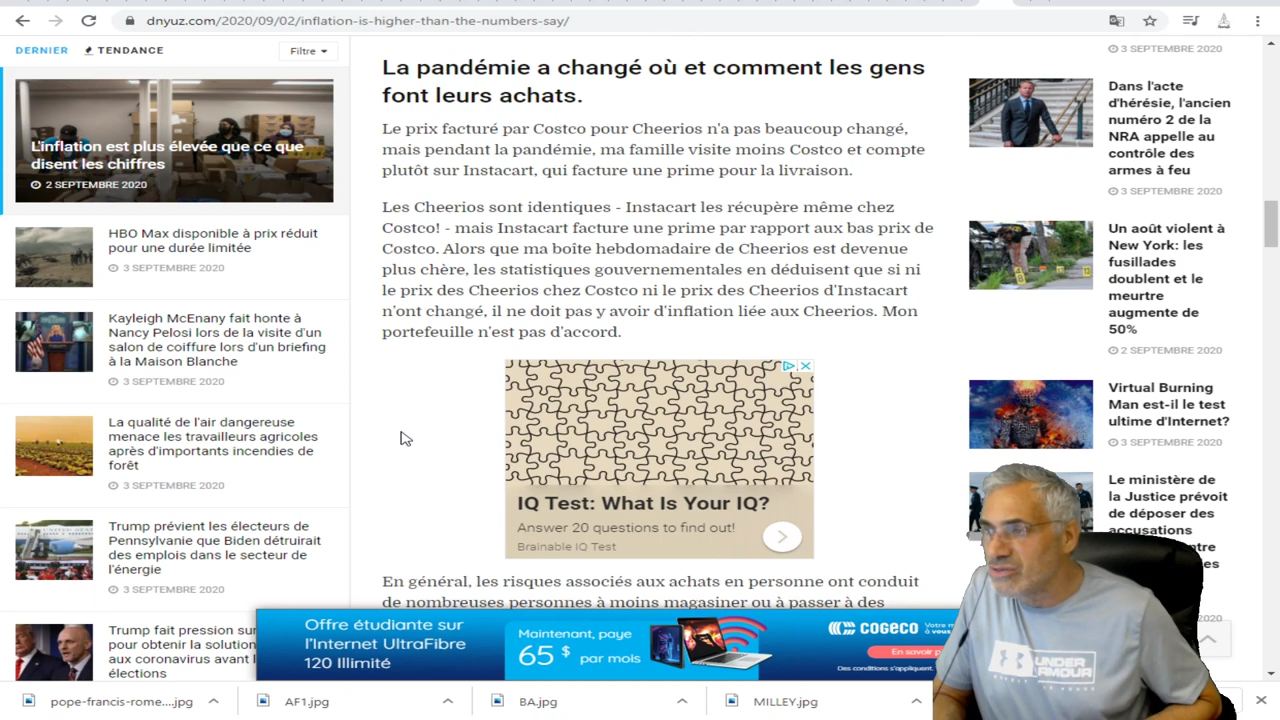 dnyuz.com/2020/09/02/inflation-is-higher-than-the-numbers-say/
DERNIER
TENDANCE
Filtre
L'inflation est plus élevée que ce que
disent les chiffres
2 SEPTEMBRE 2020
HBO Max disponible à prix réduit
pour une durée limitée
3 SEPTEMBRE 2020
Kayleigh McEnany fait honte à
Nancy Pelosi lors de la visite d'un
salon de coiffure lors d'un briefing
à la Maison Blanche
3 SEPTEMBRE 2020
La qualité de l'air dangereuse
menace les travailleurs agricoles
après d'importants incendies de
forêt
3 SEPTEMBRE 2020
Trump prévient les électeurs de
Pennsylvanie que Biden détruirait
des emplois dans le secteur de
l'énergie
3 SEPTEMBRE 2020
Trump fait pression sur
pour obtenir la solution
aux coronavirus avant
élections
La pandémie a changé où et comment les gens
font leurs achats.
Le prix facturé par Costco pour Cheerios n'a pas beaucoup changé,
mais pendant la pandémie, ma famille visite moins Costco et compte
plutôt sur Instacart, qui facture une prime pour la livraison.
Les Cheerios sont identiques - Instacart les récupère même chez
Costco! - mais Instacart facture une prime par rapport aux bas prix de
Costco. Alors que ma boîte hebdomadaire de Cheerios est devenue
plus chère, les statistiques gouvernementales en déduisent que si ni
le prix des Cheerios chez Costco ni le prix des Cheerios d'Instacart
n'ont changé, il ne doit pas y avoir d'inflation liée aux Cheerios. Mon
portefeuille n'est pas d'accord.
IQ Test: What Is Your IQ?
Answer 20 questions to find out!
Brainable IQ Test
En général, les risques associés aux achats en personne ont conduit
de nombreuses personnes à moins magasiner ou à passer à des
3 SEPTEMBRE 2020
Dans l'acte
d'hérésie, l'ancien
numéro 2 de la
NRA appelle au
contrôle des
armes à feu
3 SEPTEMBRE 2020
Un août violent à
New York: les
fusillades
doublent et le
meurtre
augmente de
50%
2 SEPTEMBRE 2020
Virtual Burning
Man est-il le test
ultime d'Internet?
3 SEPTEMBRE 2020
Le ministère de
la Justice prévoit
de déposer des
accusations
Offre étudiante sur
l'Internet UltraFibre
120 Illimité
Maintenant, paye
65 $ par mois
COGECO
En savoir
Des conditions s'appliquent.
UNDER ARMOUR
pope-francis-rome....jpg
AF1.jpg
BA.jpg
MILLEY.jpg